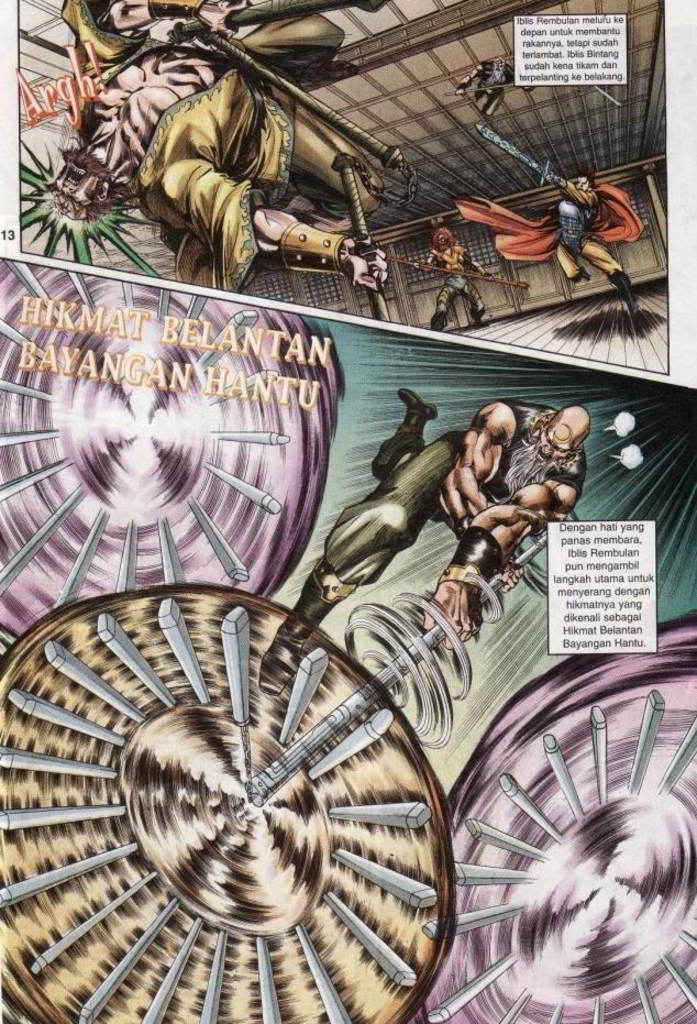 Iblis Rembulan meluru ke
depan untuk membantu
rakannya, tetapi sudah
terlambat. Iblis Bintang
sudah kena tikam dan
terpelanting ke belakang.
Argh!
13
HIKMAT BELANTAN
BAYANGAN HANTU
Dengan hati yang
panas membara,
Iblis Rembulan
pun mengambil
langkah utama untuk
menyerang dengan
hikmatnya yang
dikenali sebagai
Hikmat Belantan
Bayangan Hantu.